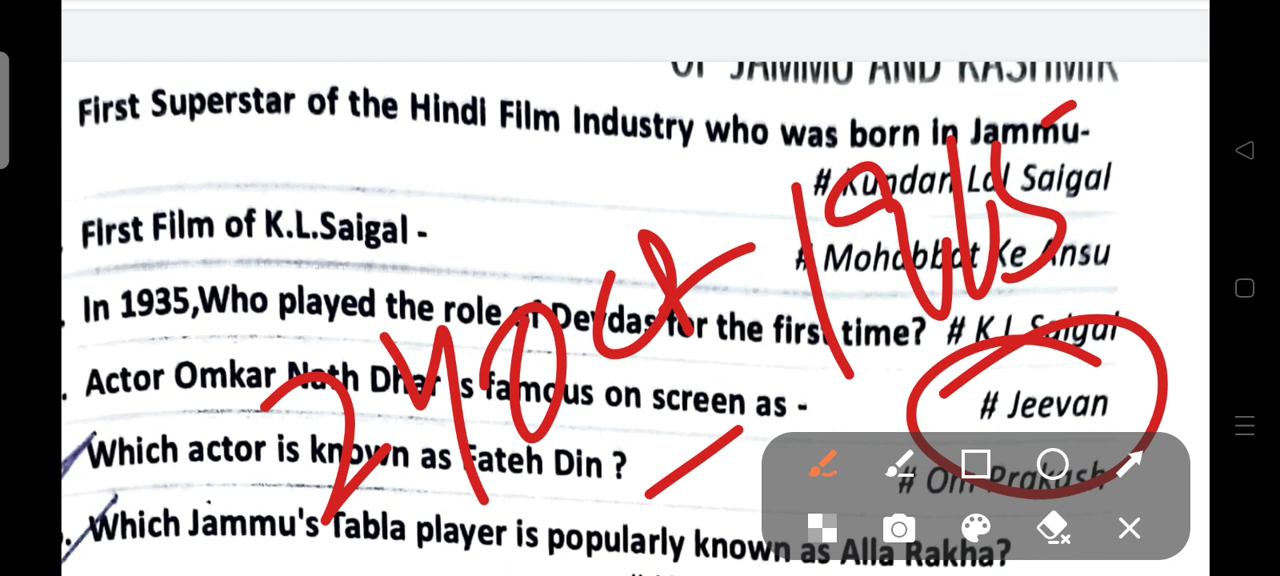 OF JAMMU AND KASHMIR
First Superstar of the Hindi Film Industry who was born in Jammu-
# Kundan Lal Saigal
First Film of K.L.Saigal -
# Mohabbat Ke Ansu
In 1935,Who played the role of Devdas for the first time? # K.L.Saigal
Actor Omkar Nath Dhar is famous on screen as -
# Jeevan
Which actor is known as Fateh Din ?
# Om Prakash
Which Jammu's Tabla player is popularly known as Alla Rakha?